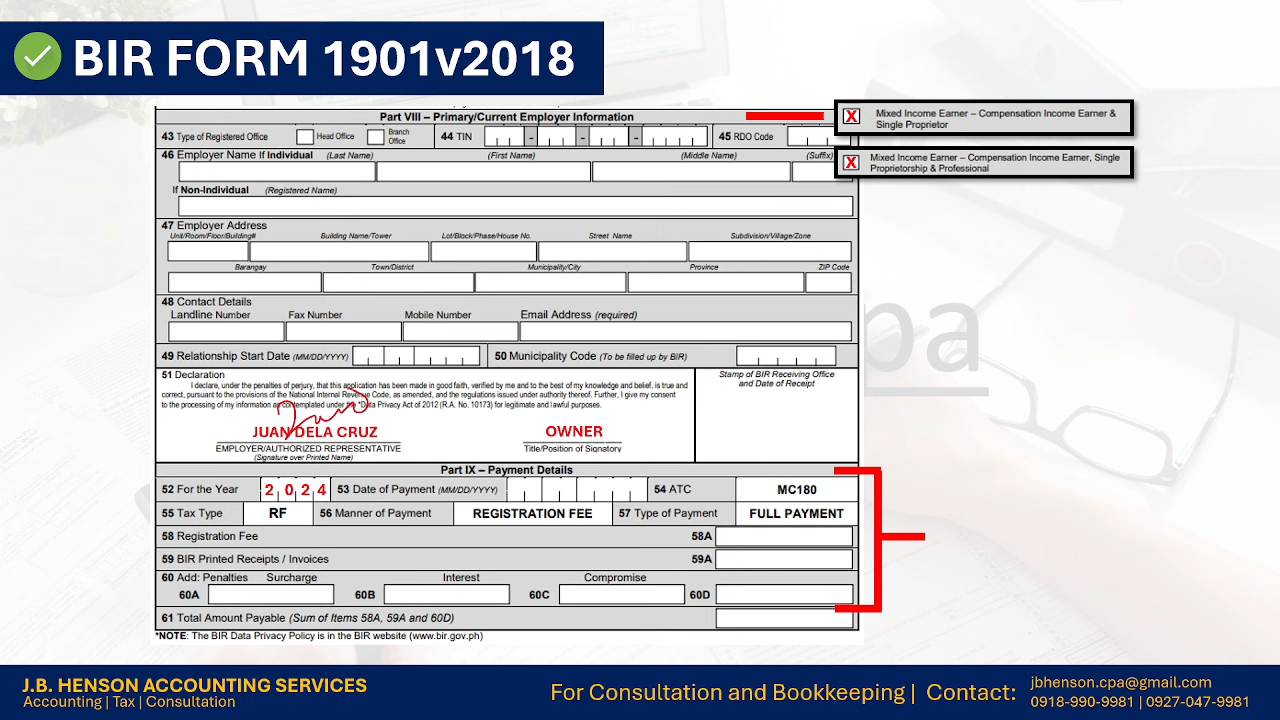 BIR FORM 1901v2018
Part VIII – Primary/Current Employer Information
Mixed Income Earner – Compensation Income Earner & Single Proprietor
43 Type of Registered Office Head Office Branch Office 44 TIN - - - 45 RDO Code
46 Employer Name If Individual (Last Name) (First Name) (Middle Name) (Suffix)
X Mixed Income Earner – Compensation Income Earner, Single Proprietorship & Professional
If Non-Individual (Registered Name)
47 Employer Address
Unit/Room/Floor/Building# Building Name/Tower Lot/Block/Phase/House No. Street Name Subdivision/Village/Zone
Barangay Town/District Municipality/City Province ZIP Code
48 Contact Details
Landline Number Fax Number Mobile Number Email Address (required)
49 Relationship Start Date (MM/DD/YYYY) 50 Municipality Code (To be filled up by BIR)
51 Declaration
I declare, under the penalties of perjury, that this application has been made in good faith, verified by me and to the best of my knowledge and belief, is true and
correct, pursuant to the provisions of the National Internal Revenue Code, as amended, and the regulations issued under authority thereof. Further, I give my consent
to the processing of my information as contemplated under the *Data Privacy Act of 2012 (R.A. No. 10173) for legitimate and lawful purposes.
Stamp of BIR Receiving Office
and Date of Receipt
JUAN DELA CRUZ OWNER
EMPLOYER/AUTHORIZED REPRESENTATIVE Title/Position of Signatory
(Signature over Printed Name)
Part IX – Payment Details
52 For the Year 2 0 2 4 53 Date of Payment (MM/DD/YYYY) 54 ATC MC180
55 Tax Type RF 56 Manner of Payment REGISTRATION FEE 57 Type of Payment FULL PAYMENT
58 Registration Fee 58A
59 BIR Printed Receipts / Invoices 59A
60 Add: Penalties Surcharge Interest Compromise
60A 60B 60C 60D
61 Total Amount Payable (Sum of Items 58A, 59A and 60D)
*NOTE: The BIR Data Privacy Policy is in the BIR website (www.bir.gov.ph)
pa
J.B. HENSON ACCOUNTING SERVICES
Accounting | Tax | Consultation
For Consultation and Bookkeeping | Contact:
jbhenson.cpa@gmail.com
0918-990-9981 | 0927-047-9981